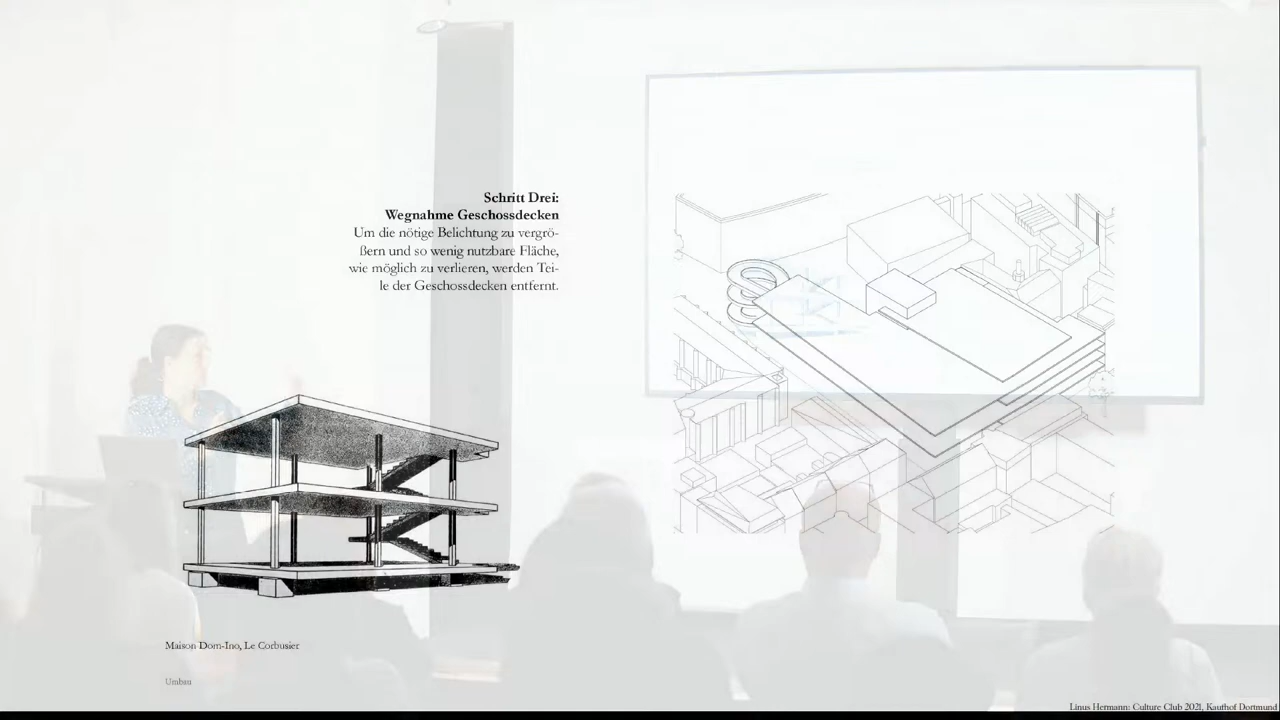 Schritt Drei:
Wegnahme Geschossdecken
Um die nötige Belichtung zu vergrö-
ßern und so wenig nutzbare Fläche,
wie möglich zu verlieren, werden Tei-
le der Geschossdecken entfernt.
Maison Dom-Ino, Le Corbusier
Umbau
Linus Hermann: Culture Club 2021, Kaufhof Dortmund